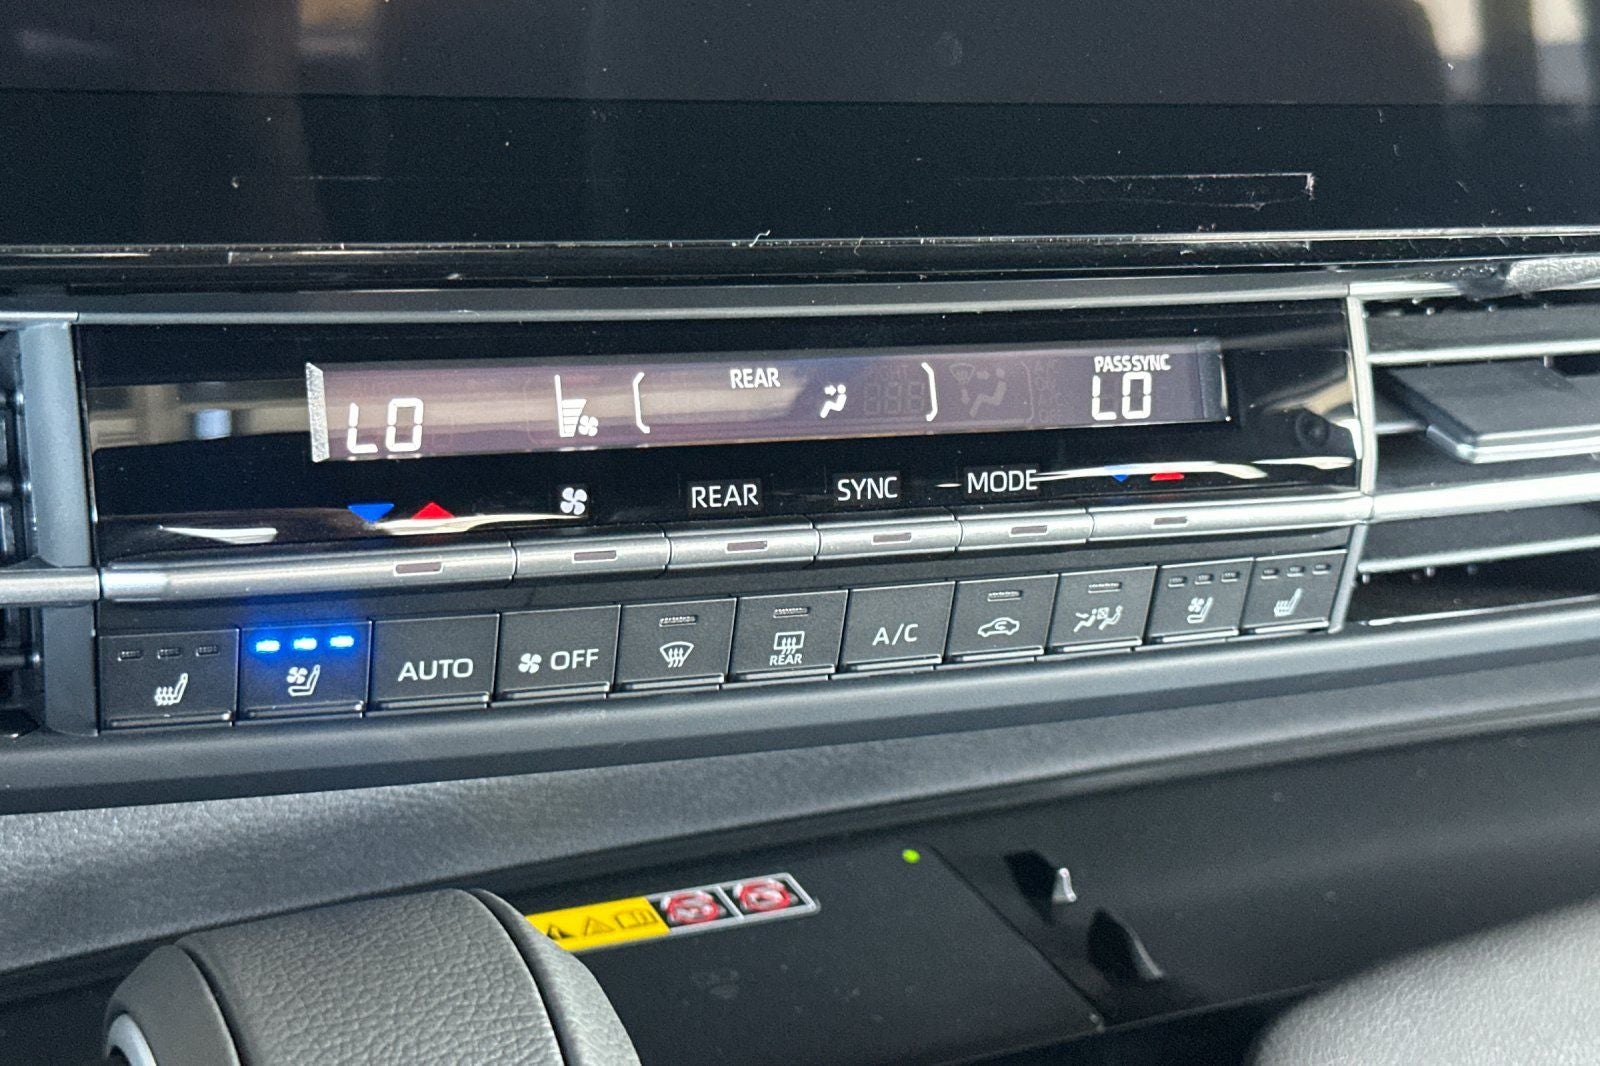 REAR
PASS SYNC
LO
LO
REAR SYNC MODE
AUTO
OFF
REAR
A/C